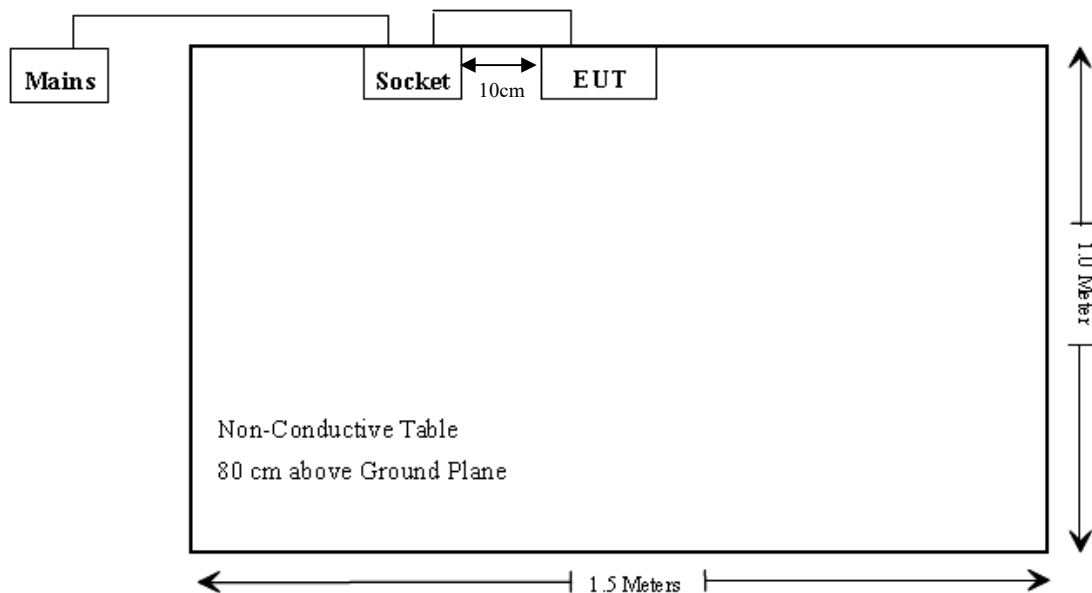 Mains
Socket
10cm
EUT
1.0 Meter
Non-Conductive Table
80 cm above Ground Plane
1.5 Meters